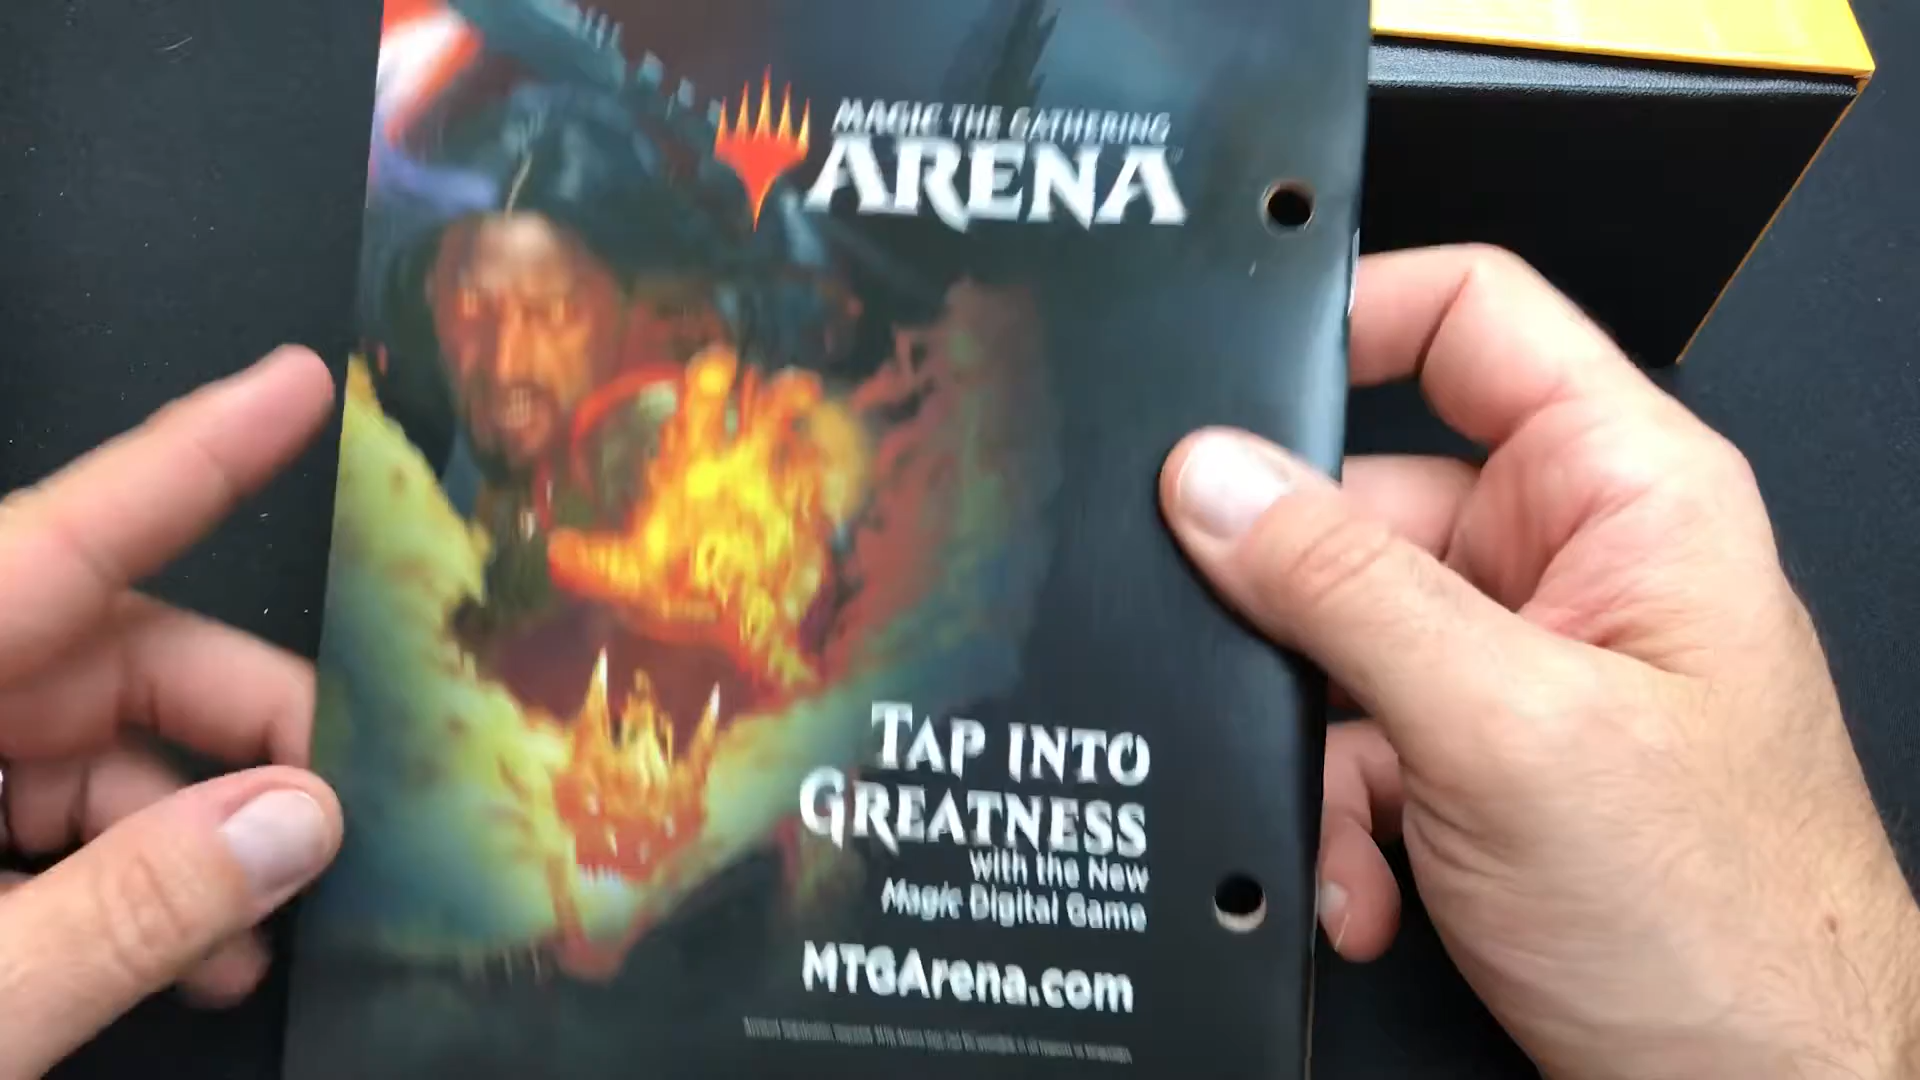 MAGIC THE GATHERING
ARENA
TAP INTO
GREATNESS
with the New
Magic Digital Game
MTGArena.com